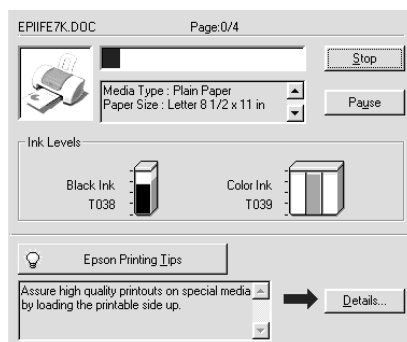 EPIIFE7K.DOC Page:0/4
Stop
Media Type : Plain Paper
Paper Size : Letter 8 1/2 x 11 in
Pause
Ink Levels
Black Ink
T038
Color Ink
T039
Epson Printing Tips
Assure high quality printouts on special media
by loading the printable side up.
Details...